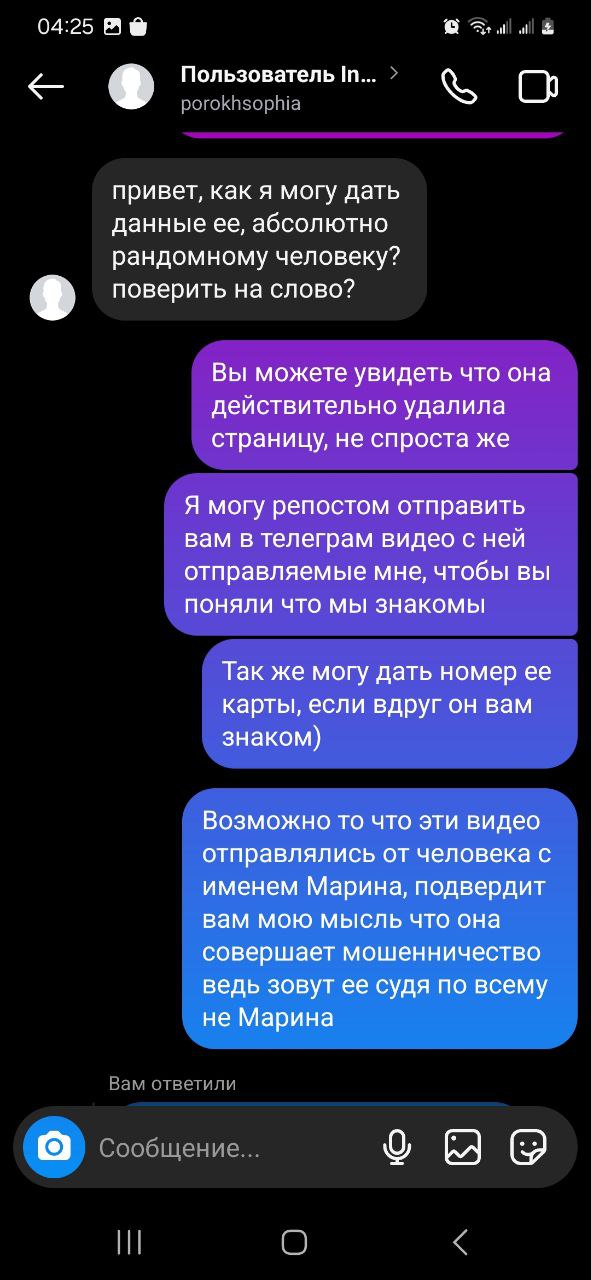 04:25
Пользователь In...
porokhsophia
привет, как я могу дать
данные ее, абсолютно
рандомному человеку?
поверить на слово?
Вы можете увидеть что она
действительно удалила
страницу, не спроста же
Я могу репостом отправить
вам в телеграм видео с ней
отправляемые мне, чтобы вы
поняли что мы знакомы
Так же могу дать номер ее
карты, если вдруг он вам
знаком)
Возможно то что эти видео
отправлялись от человека с
именем Марина, подвердит
вам мою мысль что она
совершает мошенничество
ведь зовут ее судя по всему
не Марина
Вам ответили
Сообщение...